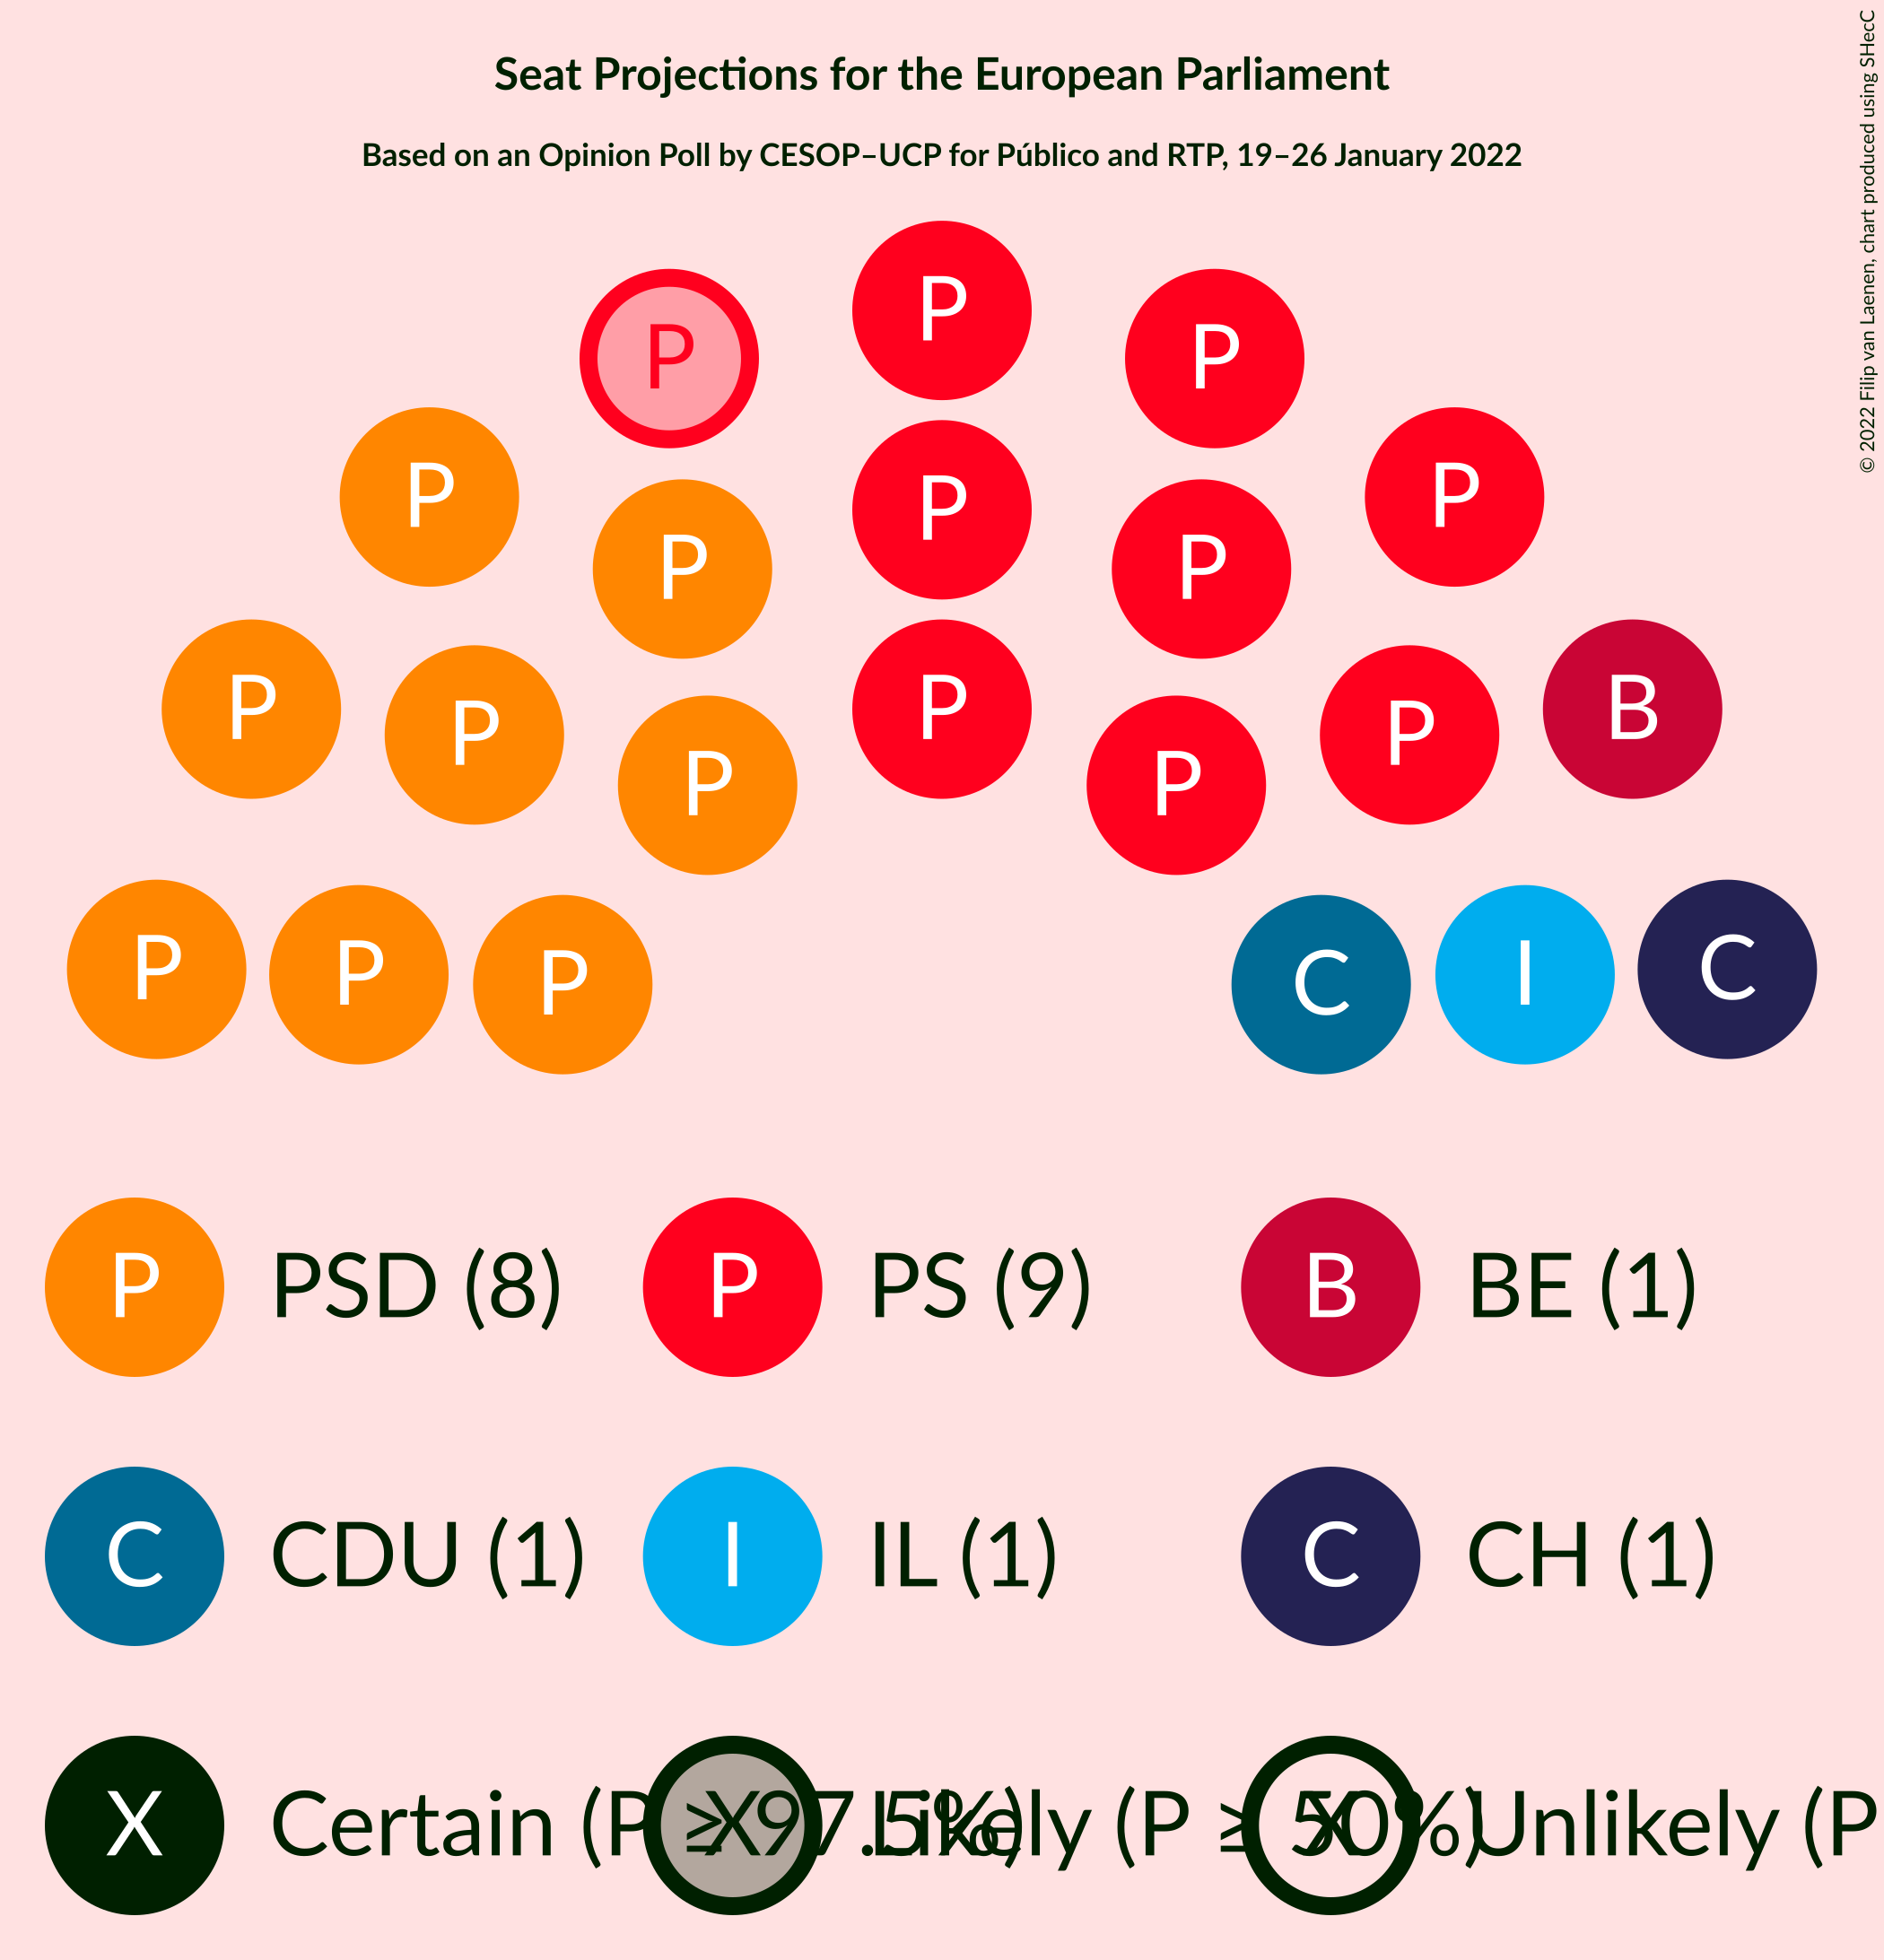 Seat Projections for the European Parliament
Based on an Opinion Poll by CESOP–UCP for Público and RTP, 19–26 January 2022
© 2022 Filip van Laenen, chart produced using SHecC
P
P P
P P
P
P P P
P B
P P
P P
P P
P C
P I
P C
P PSD (8) P PS (9) B BE (1)
C CDU (1) I IL (1) C CH (1)
X Certain (P ≥ 97.5%) X Likely (P ≥ 50%) X Unlikely (P